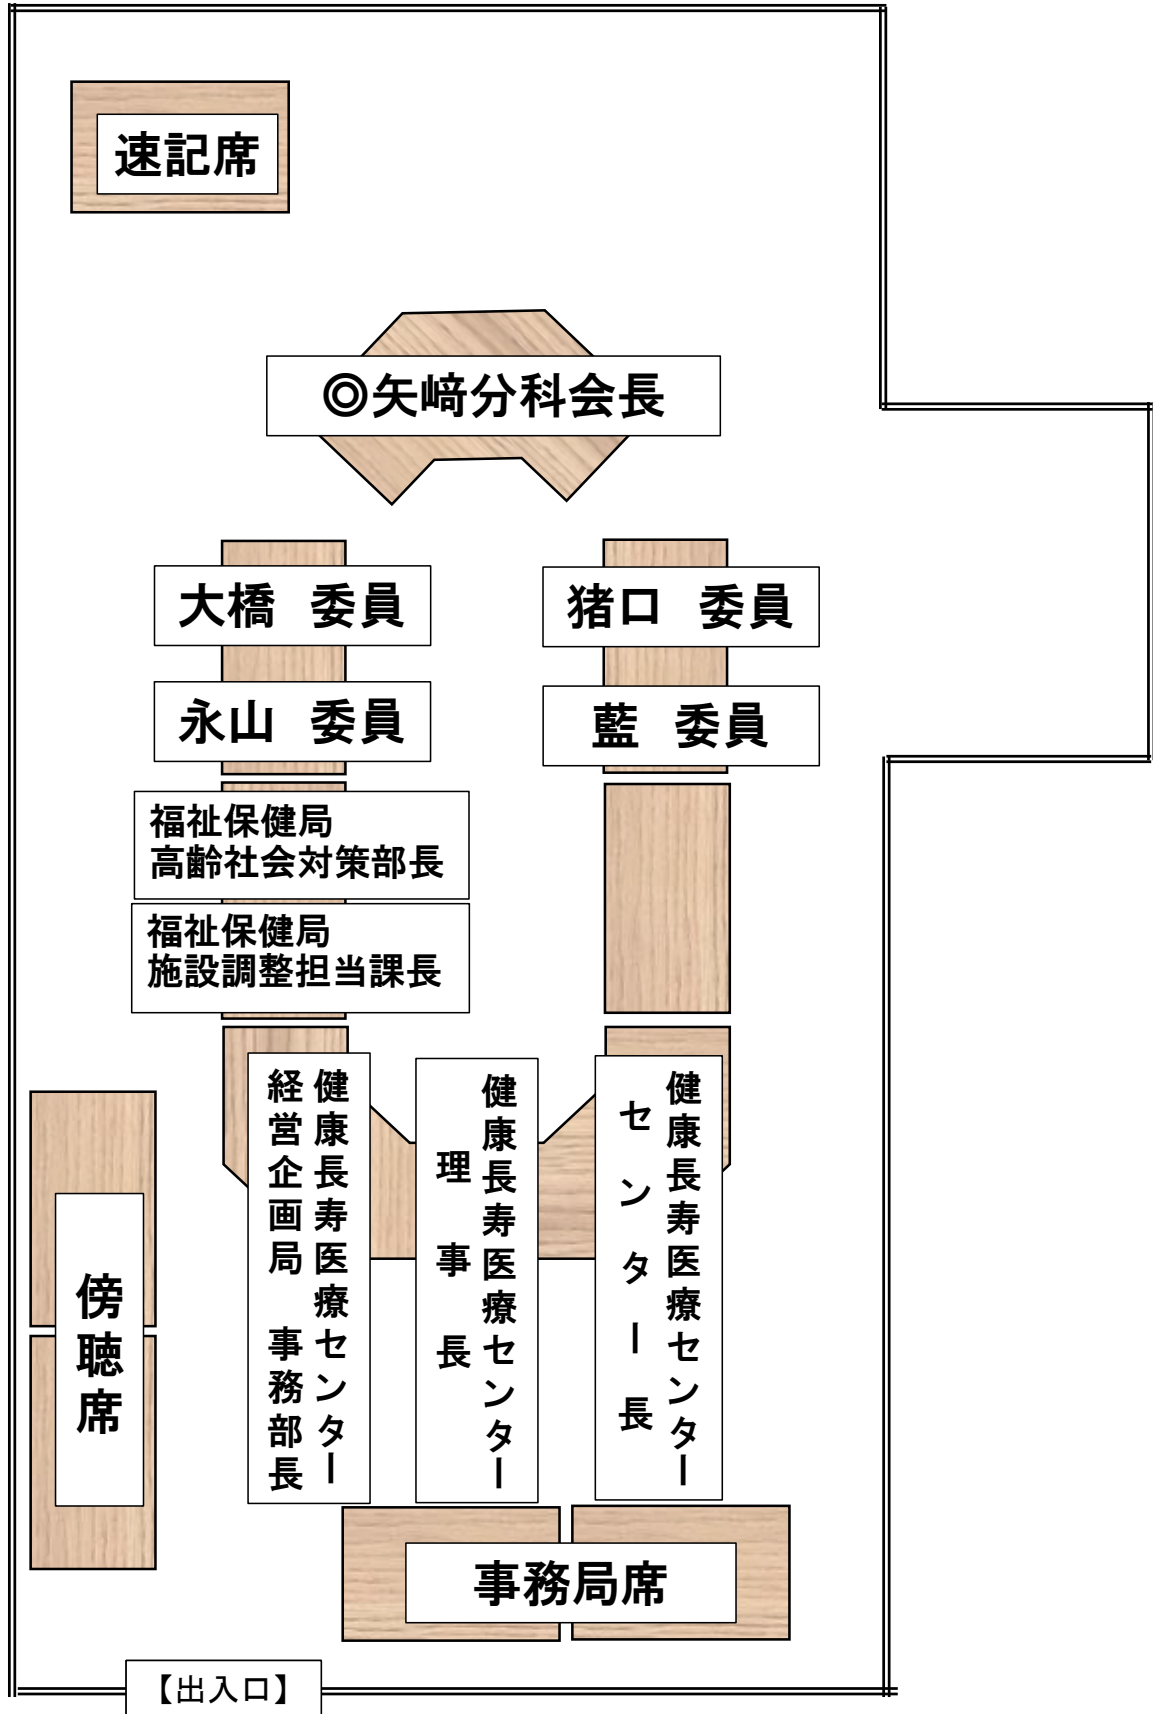 速記席
◎矢﨑分科会長
大橋　委員
猪口　委員
永山　委員
藍　委員
福祉保健局
高齢社会対策部長
福祉保健局
施設調整担当課長
健康長寿医療センター
センター長
健康長寿医療センター
理事長
健康長寿医療センター
経営企画局　事務部長
傍聴席
事務局席
【出入口】